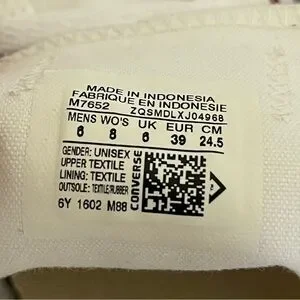 MADE IN INDONESIA
FABRIQUE EN INDONESIE
M7652 ZQSMDLXJ04968
MENS WO'S UK EUR CM
6 8 6 39 24.5
GENDER: UNISEX
UPPER TEXTILE
LINING: TEXTILE
OUTSOLE: TEXTILE/RUBBER
6Y 1602 M88
CONVERSE